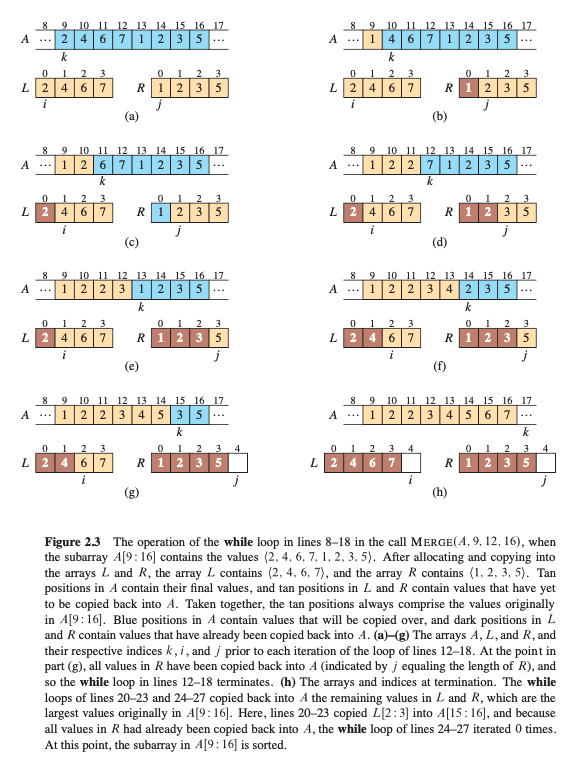 8 9 10 11 12 13 14 15 16 17
A … 2 4 6 7 1 2 3 5 …
k
0 1 2 3 0 1 2 3
L 2 4 6 7 R 1 2 3 5
i j
(a)
8 9 10 11 12 13 14 15 16 17
A … 1 4 6 7 1 2 3 5 …
k
0 1 2 3 0 1 2 3
L 2 4 6 7 R 1 2 3 5
i j
(b)
8 9 10 11 12 13 14 15 16 17
A … 1 2 6 7 1 2 3 5 …
k
0 1 2 3 0 1 2 3
L 2 4 6 7 R 1 2 3 5
i j
(c)
8 9 10 11 12 13 14 15 16 17
A … 1 2 2 7 1 2 3 5 …
k
0 1 2 3 0 1 2 3
L 2 4 6 7 R 1 2 3 5
i j
(d)
8 9 10 11 12 13 14 15 16 17
A … 1 2 2 3 1 2 3 5 …
k
0 1 2 3 0 1 2 3
L 2 4 6 7 R 1 2 3 5
i j
(e)
8 9 10 11 12 13 14 15 16 17
A … 1 2 2 3 4 2 3 5 …
k
0 1 2 3 0 1 2 3
L 2 4 6 7 R 1 2 3 5
i j
(f)
8 9 10 11 12 13 14 15 16 17
A … 1 2 2 3 4 5 3 5 …
k
0 1 2 3 0 1 2 3 4
L 2 4 6 7 R 1 2 3 5
i j
(g)
8 9 10 11 12 13 14 15 16 17
A … 1 2 2 3 4 5 6 7 …
k
0 1 2 3 4 0 1 2 3 4
L 2 4 6 7 R 1 2 3 5
i j
(h)
Figure 2.3 The operation of the while loop in lines 8–18 in the call MERGE(A, 9, 12, 16), when
the subarray A[9 : 16] contains the values ⟨2, 4, 6, 7, 1, 2, 3, 5⟩. After allocating and copying into
the arrays L and R, the array L contains ⟨2, 4, 6, 7⟩, and the array R contains ⟨1, 2, 3, 5⟩. Tan
positions in A contain their final values, and tan positions in L and R contain values that have yet
to be copied back into A. Taken together, the tan positions always comprise the values originally
in A[9 : 16]. Blue positions in A contain values that will be copied over, and dark positions in L
and R contain values that have already been copied back into A. (a)–(g) The arrays A, L, and R, and
their respective indices k, i, and j prior to each iteration of the loop of lines 12–18. At the point in
part (g), all values in R have been copied back into A (indicated by j equaling the length of R), and
so the while loop in lines 12–18 terminates. (h) The arrays and indices at termination. The while
loops of lines 20–23 and 24–27 copied back into A the remaining values in L and R, which are the
largest values originally in A[9 : 16]. Here, lines 20–23 copied L[2 : 3] into A[15 : 16], and because
all values in R had already been copied back into A, the while loop of lines 24–27 iterated 0 times.
At this point, the subarray in A[9 : 16] is sorted.